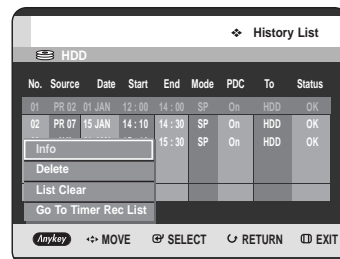 ❖ History List
HDD
No. Source Date Start End Mode PDC To Status
01 PR 02 01 JAN 12 : 00 14 : 00 SP On HDD OK
02 PR 07 15 JAN 14 : 10 14 : 30 SP On HDD OK
15 : 30 SP On HDD OK
Info
Delete
List Clear
Go To Timer Rec List
Anykey MOVE SELECT RETURN EXIT